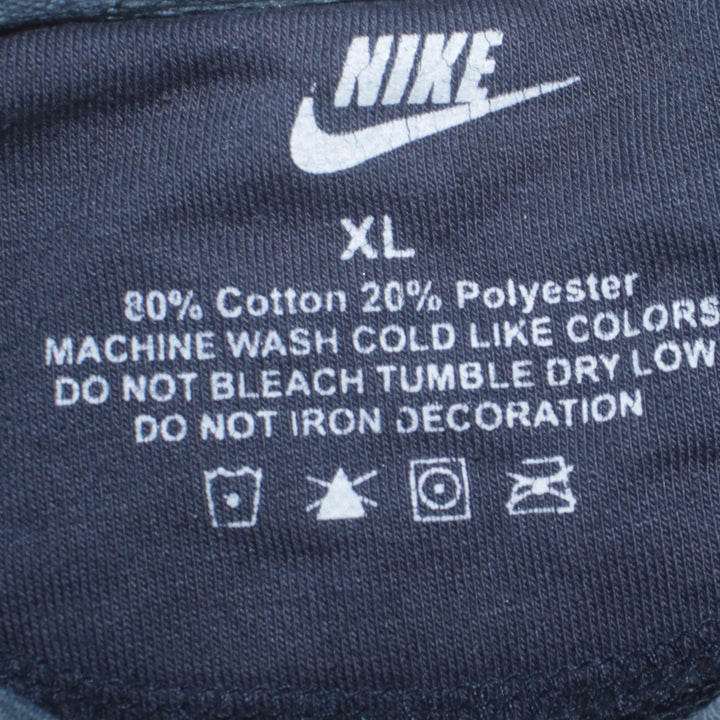 NIKE
XL
80% Cotton 20% Polyester
MACHINE WASH COLD LIKE COLORS
DO NOT BLEACH TUMBLE DRY LOW
DO NOT IRON DECORATION